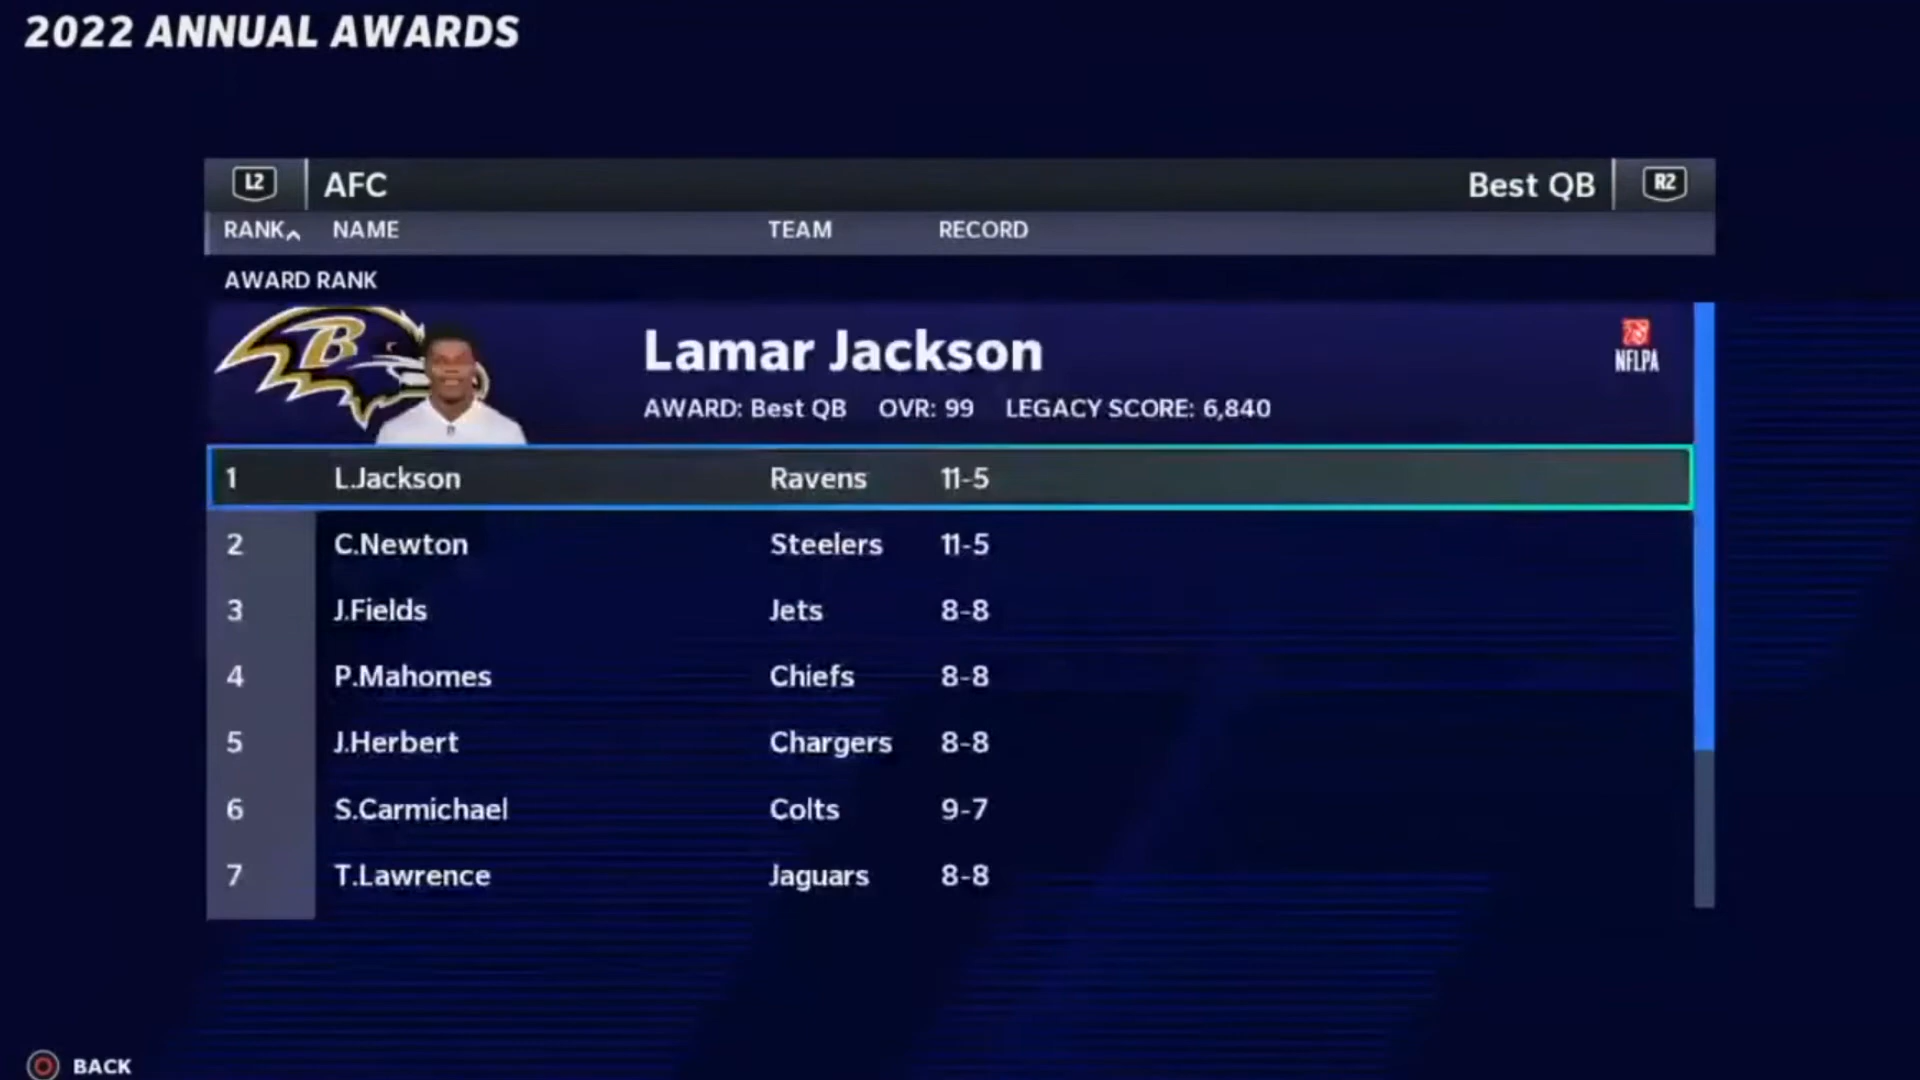 2022 ANNUAL AWARDS
L2 AFC Best QB R2
RANK NAME TEAM RECORD
AWARD RANK
B
Lamar Jackson
NFLPA
AWARD: Best QB OVR: 99 LEGACY SCORE: 6,840
1 L.Jackson Ravens 11-5
2 C.Newton Steelers 11-5
3 J.Fields Jets 8-8
4 P.Mahomes Chiefs 8-8
5 J.Herbert Chargers 8-8
6 S.Carmichael Colts 9-7
7 T.Lawrence Jaguars 8-8
BACK